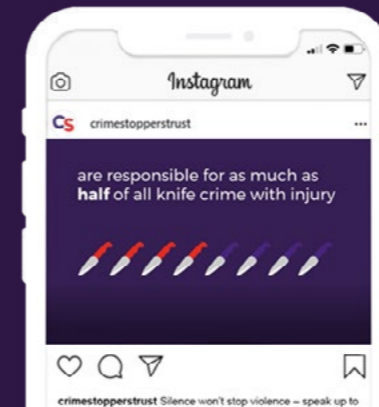 Instagram
CS crimestopperstrust
are responsible for as much as
half of all knife crime with injury
crimestopperstrust Silence won't stop violence – speak up to